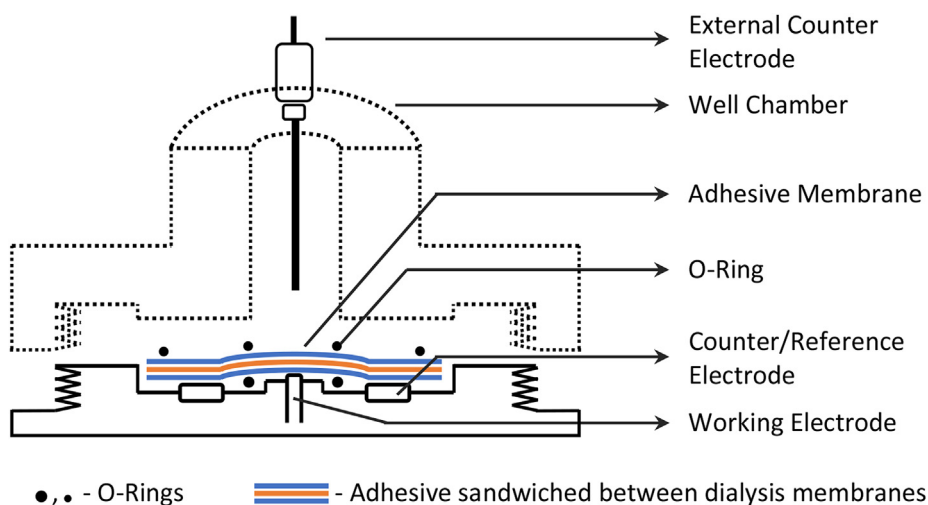 External Counter
Electrode
Well Chamber
Adhesive Membrane
O-Ring
Counter/Reference
Electrode
Working Electrode
●,• - O-Rings
- Adhesive sandwiched between dialysis membranes